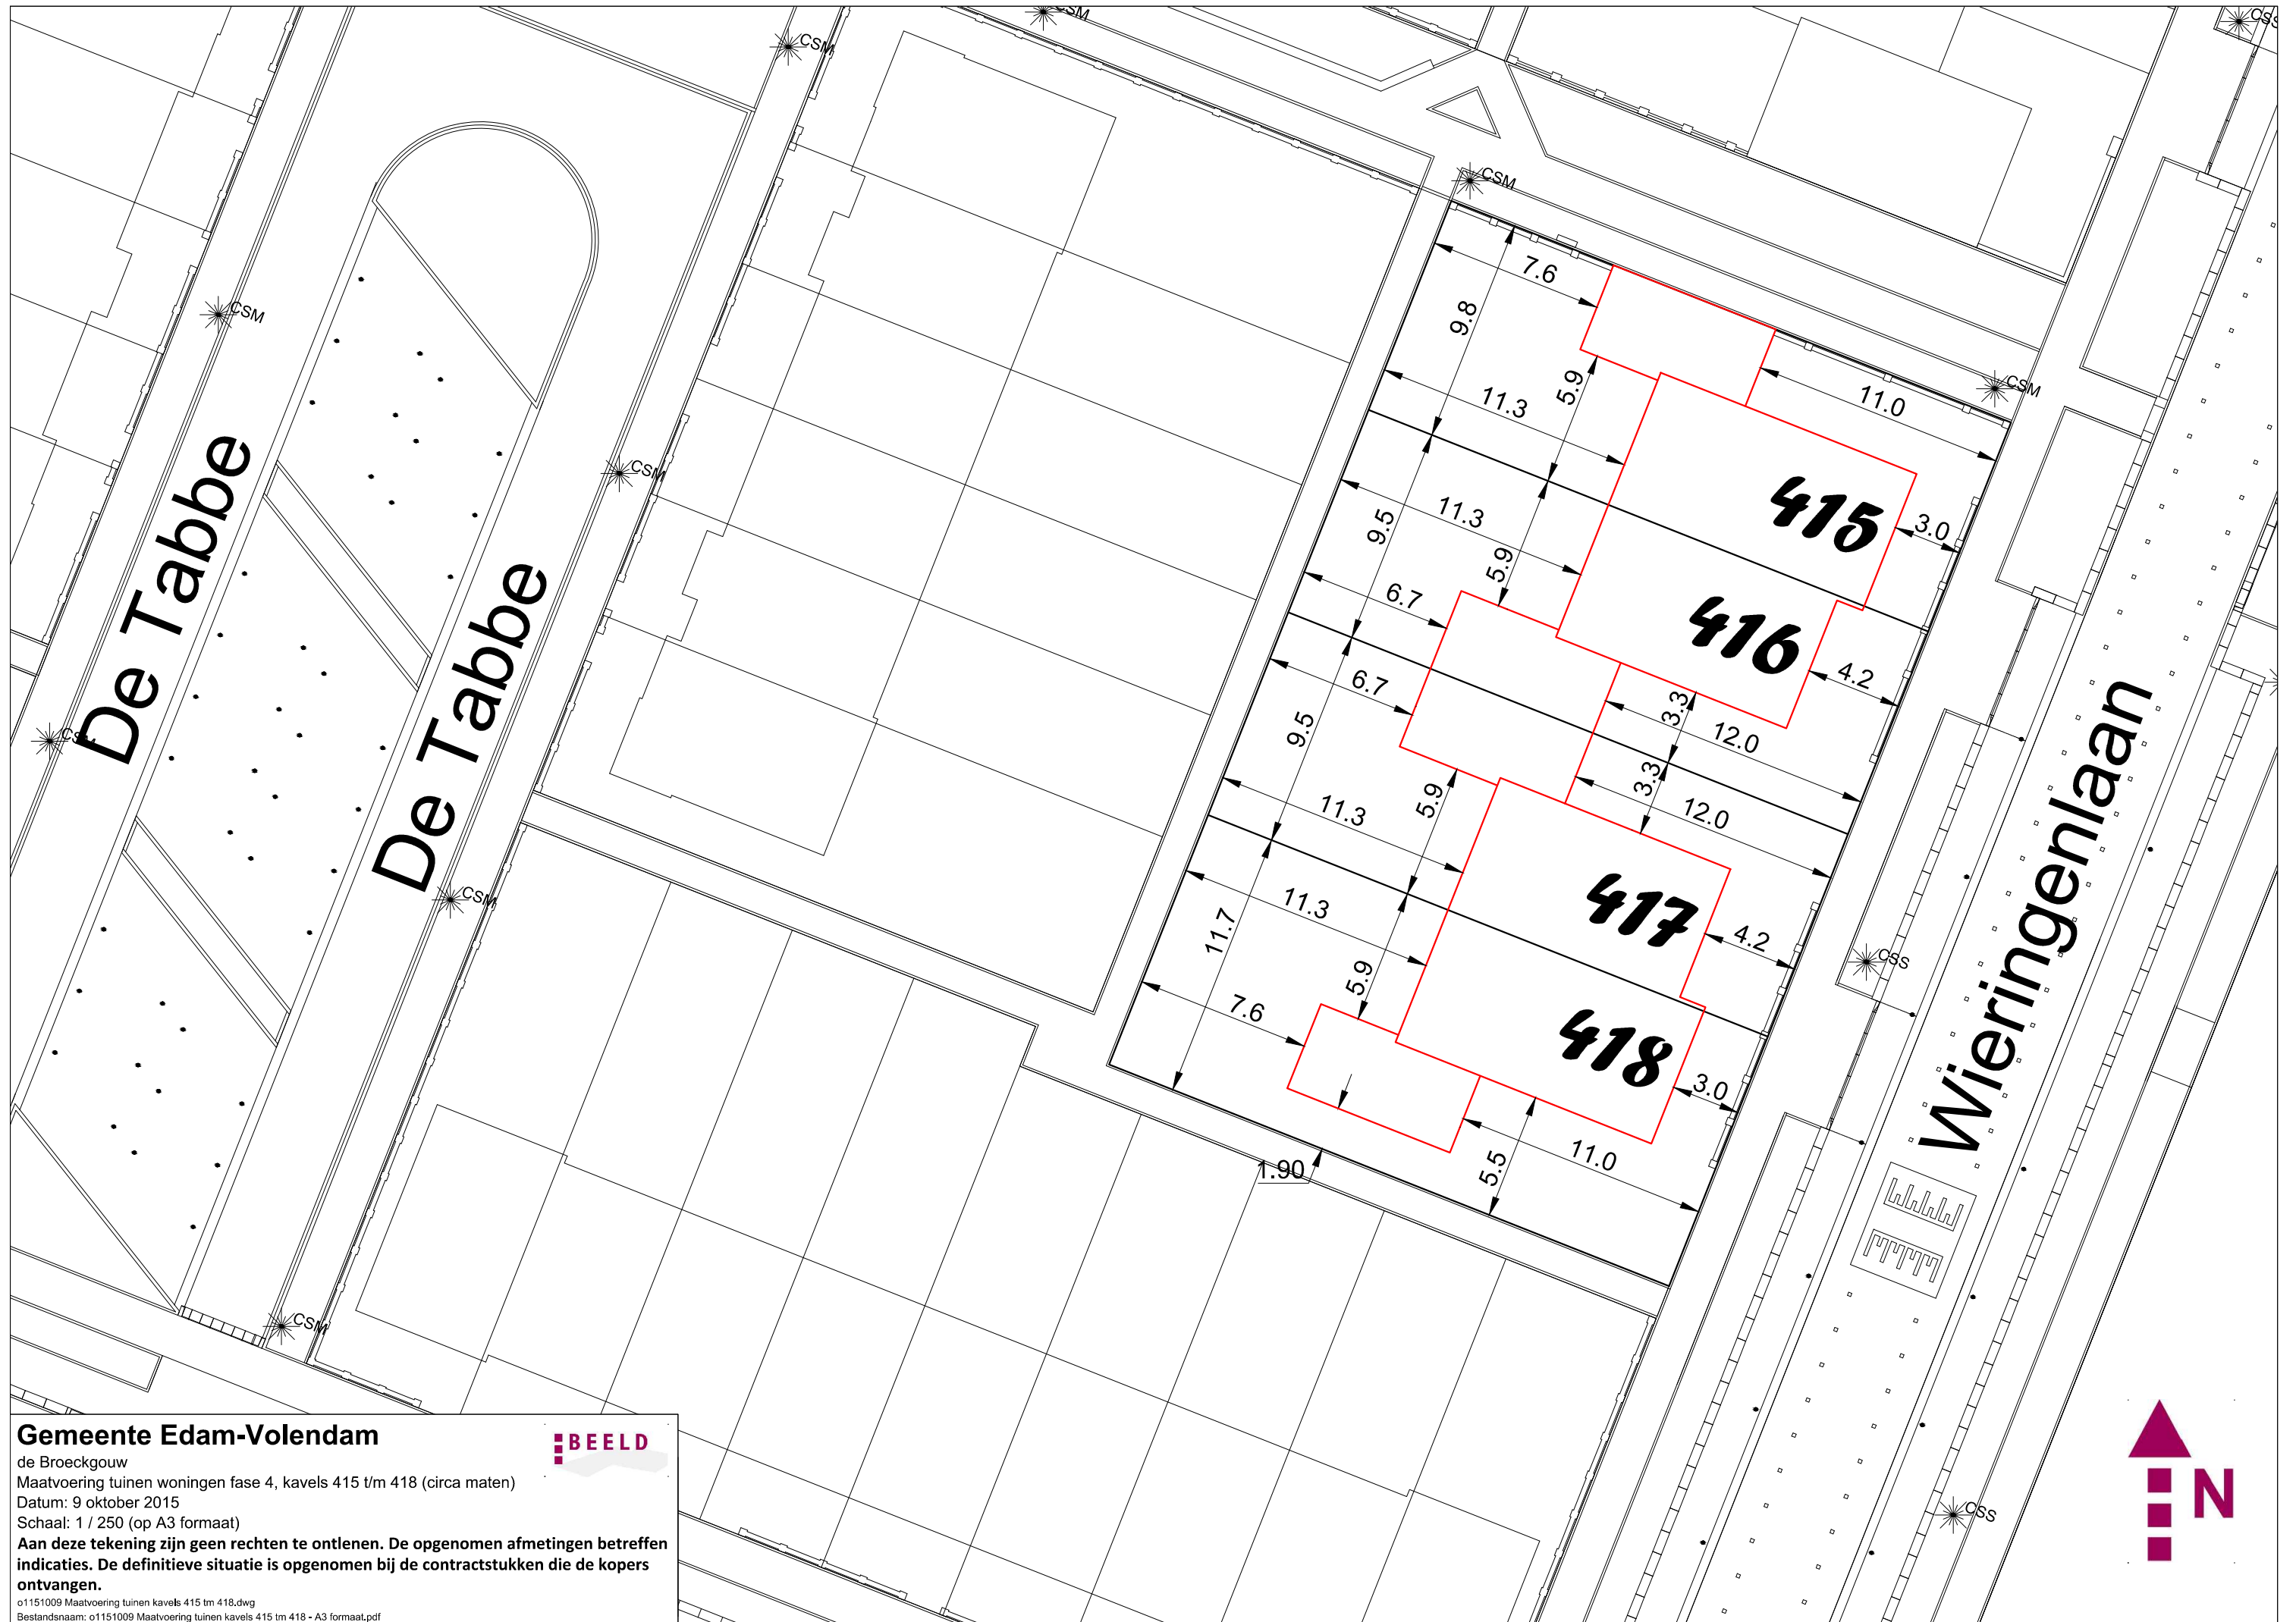 CSM
CSM
CSS
CSM
CSM
CSM
CSM
CSM
CSM
CSM
CSS
CSS
De Tabbe
De Tabbe
Wieringenlaan
7.6
9.8
5.9
11.3
11.0
415
3.0
11.3
9.5
5.9
416
4.2
6.7
6.7
3.3
12.0
9.5
3.3
12.0
11.3
5.9
417
4.2
11.3
11.7
5.9
418
3.0
7.6
11.0
5.5
1.90
Gemeente Edam-Volendam
BEELD
de Broeckgouw
Maatvoering tuinen woningen fase 4, kavels 415 t/m 418 (circa maten)
Datum: 9 oktober 2015
Schaal: 1 / 250 (op A3 formaat)
Aan deze tekening zijn geen rechten te ontlenen. De opgenomen afmetingen betreffen
indicaties. De definitieve situatie is opgenomen bij de contractstukken die de kopers
ontvangen.
o1151009 Maatvoering tuinen kavels 415 tm 418.dwg
Bestandsnaam: o1151009 Maatvoering tuinen kavels 415 tm 418 - A3 formaat.pdf
N